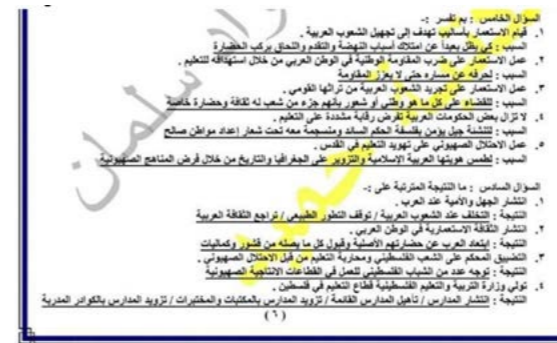 السؤال الخامس : بم تفسر :-
١. قيام الاستعمار بأساليب تهدف إلى تجهيل الشعوب العربية .
السبب : كي يظل بعيداً عن امتلاك أسباب النهضة والتقدم واللحاق بركب الحضارة
٢. عمل الاستعمار على ضرب المقاومة الوطنية في الوطن العربي من خلال استهدافه للتعليم .
السبب : لحرفه عن مساره حتى لا يعزز المقاومة
٣. عمل الاستعمار على تجريد الشعوب العربية من تراثها القومي .
السبب : للقضاء على كل ما هو وطني أو شعور بأنهم جزء من شعب له ثقافة وحضارة خاصة
٤. لا تزال بعض الحكومات العربية تفرض رقابة مشددة على التعليم .
السبب : لتنشئة جيل يؤمن بفلسفة الحكم السائد ومنسجمة معه تحت شعار إعداد مواطن صالح
٥. عمل الاحتلال الصهيوني على تهويد التعليم في القدس .
السبب : لطمس هويتها العربية الإسلامية والتزوير على الجغرافيا والتاريخ من خلال فرض المناهج الصهيونية
السؤال السادس : ما النتيجة المترتبة على :-
١. انتشار الجهل والأمية عند العرب .
النتيجة : التخلف عند الشعوب العربية / توقف التطور الطبيعي / تراجع الثقافة العربية
٢. انتشار الثقافة الاستعمارية في الوطن العربي .
النتيجة : ابتعاد العرب عن حضارتهم الأصلية وقبول كل ما يصله من قشور وكماليات
٣. التضييق المحكم على الشعب الفلسطيني ومحاربة التعليم من قبل الاحتلال الصهيوني .
النتيجة : توجه عدد من الشباب الفلسطيني للعمل في القطاعات الانتاجية الصهيونية
٤. تولي وزارة التربية والتعليم الفلسطينية قطاع التعليم في فلسطين .
النتيجة : انتشار المدارس / تأهيل المدارس القائمة / تزويد المدارس بالمكتبات والمختبرات / تزويد المدارس بالكوادر المدربة
( ٦ )
سلمان